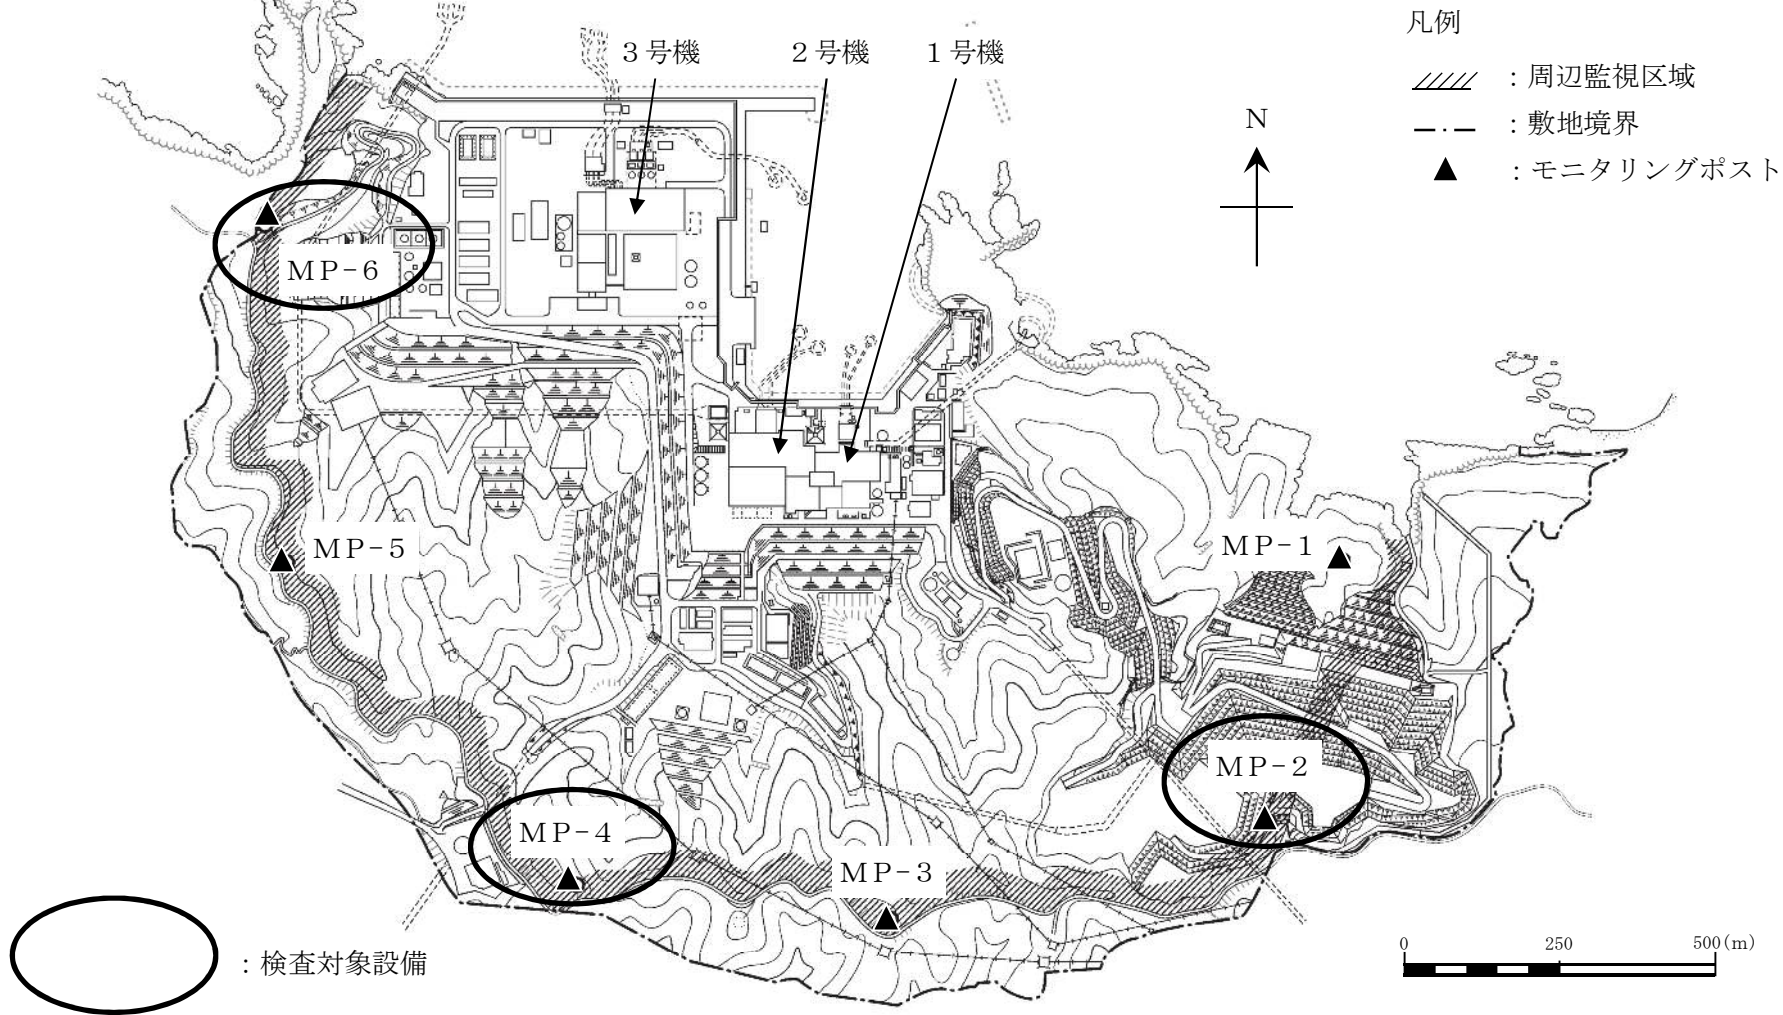 凡例
3号機
2号機
1号機
:周辺監視区域
N
:敷地境界
:モニタリングポスト
MP-6
MP-5
MP-1
MP-2
MP-4
MP-3
0 250 500(m)
:検査対象設備